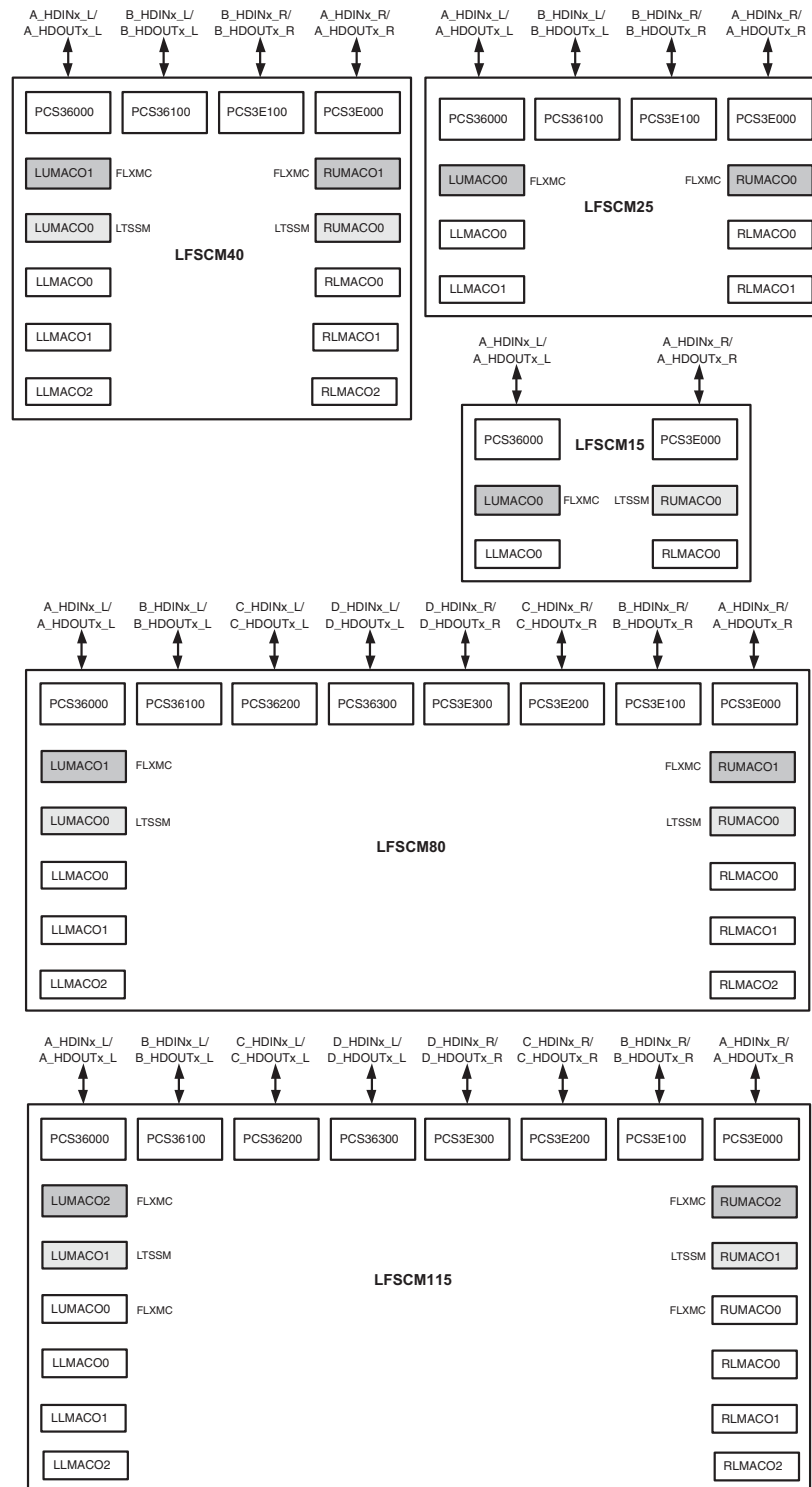 A_HDINx_L/ B_HDINx_L/ B_HDINx_R/ A_HDINx_R/
A_HDOUTx_L B_HDOUTx_L B_HDOUTx_R A_HDOUTx_R
PCS36000 PCS36100 PCS3E100 PCS3E000
LUMACO1 FLXMC FLXMC RUMACO1
LUMACO0 LTSSM LTSSM RUMACO0
LFSCM40
LLMACO0 RLMACO0
LLMACO1 RLMACO1
LLMACO2 RLMACO2
A_HDINx_L/ B_HDINx_L/ B_HDINx_R/ A_HDINx_R/
A_HDOUTx_L B_HDOUTx_L B_HDOUTx_R A_HDOUTx_R
PCS36000 PCS36100 PCS3E100 PCS3E000
LUMACO0 FLXMC FLXMC RUMACO0
LFSCM25
LLMACO0 RLMACO0
LLMACO1 RLMACO1
A_HDINx_L/ A_HDINx_R/
A_HDOUTx_L A_HDOUTx_R
PCS36000 LFSCM15 PCS3E000
LUMACO0 FLXMC LTSSM RUMACO0
LLMACO0 RLMACO0
A_HDINx_L/ B_HDINx_L/ C_HDINx_L/ D_HDINx_L/ D_HDINx_R/ C_HDINx_R/ B_HDINx_R/ A_HDINx_R/
A_HDOUTx_L B_HDOUTx_L C_HDOUTx_L D_HDOUTx_L D_HDOUTx_R C_HDOUTx_R B_HDOUTx_R A_HDOUTx_R
PCS36000 PCS36100 PCS36200 PCS36300 PCS3E300 PCS3E200 PCS3E100 PCS3E000
LUMACO1 FLXMC FLXMC RUMACO1
LUMACO0 LTSSM LTSSM RUMACO0
LFSCM80
LLMACO0 RLMACO0
LLMACO1 RLMACO1
LLMACO2 RLMACO2
A_HDINx_L/ B_HDINx_L/ C_HDINx_L/ D_HDINx_L/ D_HDINx_R/ C_HDINx_R/ B_HDINx_R/ A_HDINx_R/
A_HDOUTx_L B_HDOUTx_L C_HDOUTx_L D_HDOUTx_L D_HDOUTx_R C_HDOUTx_R B_HDOUTx_R A_HDOUTx_R
PCS36000 PCS36100 PCS36200 PCS36300 PCS3E300 PCS3E200 PCS3E100 PCS3E000
LUMACO2 FLXMC FLXMC RUMACO2
LUMACO1 LTSSM LTSSM RUMACO1
LFSCM115
LUMACO0 FLXMC FLXMC RUMACO0
LLMACO0 RLMACO0
LLMACO1 RLMACO1
LLMACO2 RLMACO2